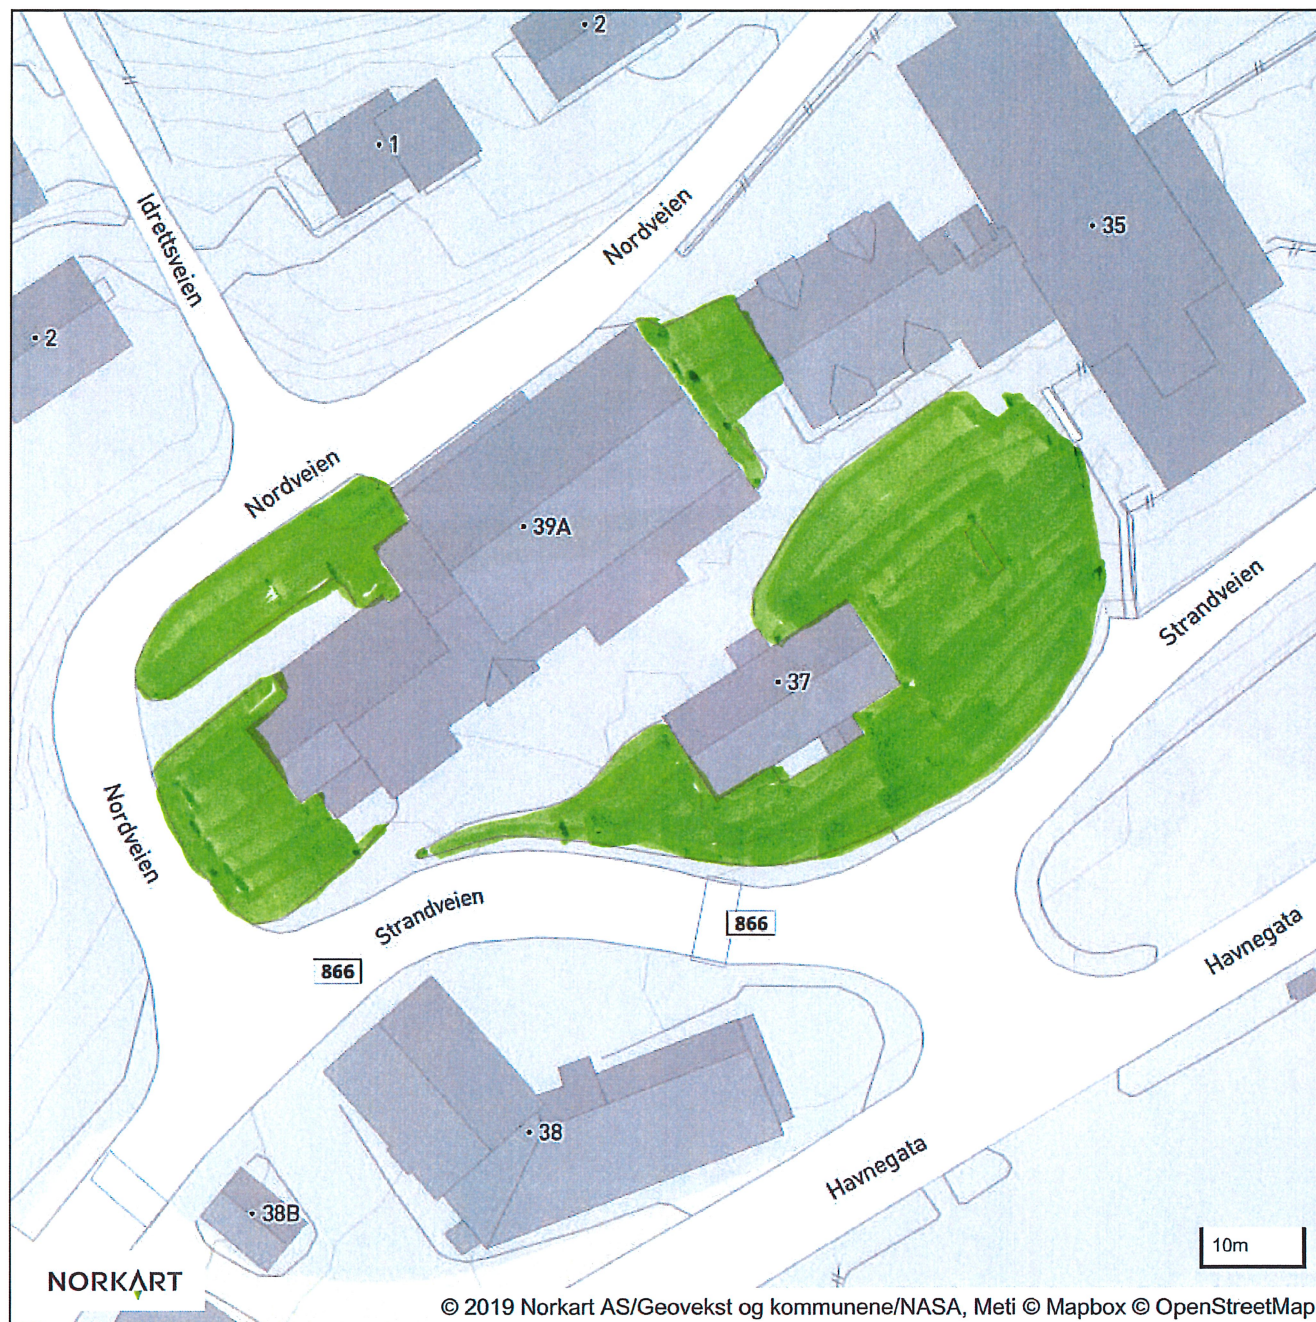 2
1
Idrettsveien
Nordveien
35
2
Nordveien
39A
Strandveien
37
Nordveien
Strandveien
866
866
Havnegata
38
Havnegata
38B
10m
NORKART
© 2019 Norkart AS/Geovekst og kommunene/NASA, Meti © Mapbox © OpenStreetMap